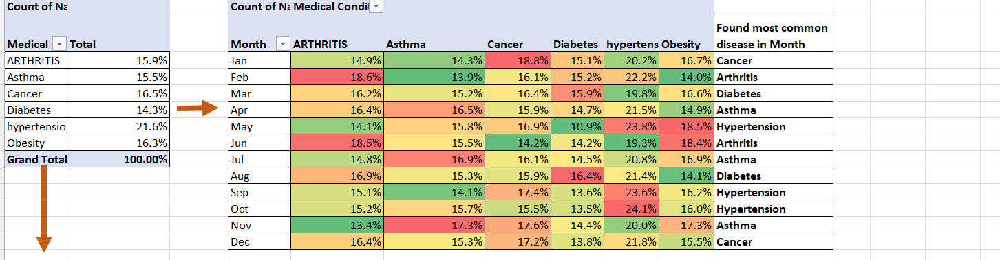 Count of Na
Medical C Total
ARTHRITIS 15.9%
Asthma 15.5%
Cancer 16.5%
Diabetes 14.3%
hypertensio 21.6%
Obesity 16.3%
Grand Total 100.00%
Count of Na Medical Condit
Found most common
disease in Month
Month ARTHRITIS Asthma Cancer Diabetes hypertens Obesity
Jan 14.9% 14.3% 18.8% 15.1% 20.2% 16.7% Cancer
Feb 18.6% 13.9% 16.1% 15.2% 22.2% 14.0% Arthritis
Mar 16.2% 15.2% 16.4% 15.9% 19.8% 16.6% Diabetes
Apr 16.4% 16.5% 15.9% 14.7% 21.5% 14.9% Asthma
May 14.1% 15.8% 16.9% 10.9% 23.8% 18.5% Hypertension
Jun 18.5% 15.5% 14.2% 14.2% 19.3% 18.4% Arthritis
Jul 14.8% 16.9% 16.1% 14.5% 20.8% 16.9% Asthma
Aug 16.9% 15.3% 15.9% 16.4% 21.4% 14.1% Diabetes
Sep 15.1% 14.1% 17.4% 13.6% 23.6% 16.2% Hypertension
Oct 15.2% 15.7% 15.5% 13.5% 24.1% 16.0% Hypertension
Nov 13.4% 17.3% 17.6% 14.4% 20.0% 17.3% Asthma
Dec 16.4% 15.3% 17.2% 13.8% 21.8% 15.5% Cancer